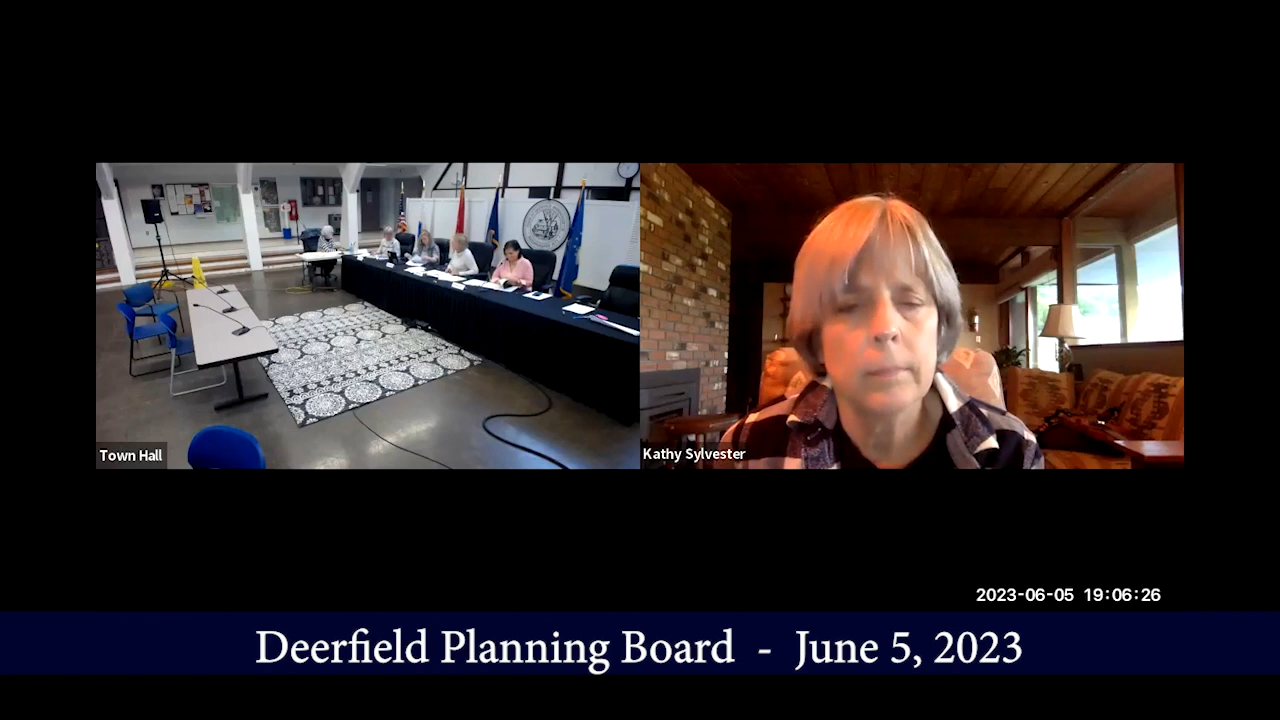 Town Hall
Kathy Sylvester
2023-06-05 19:06:26
Deerfield Planning Board - June 5, 2023